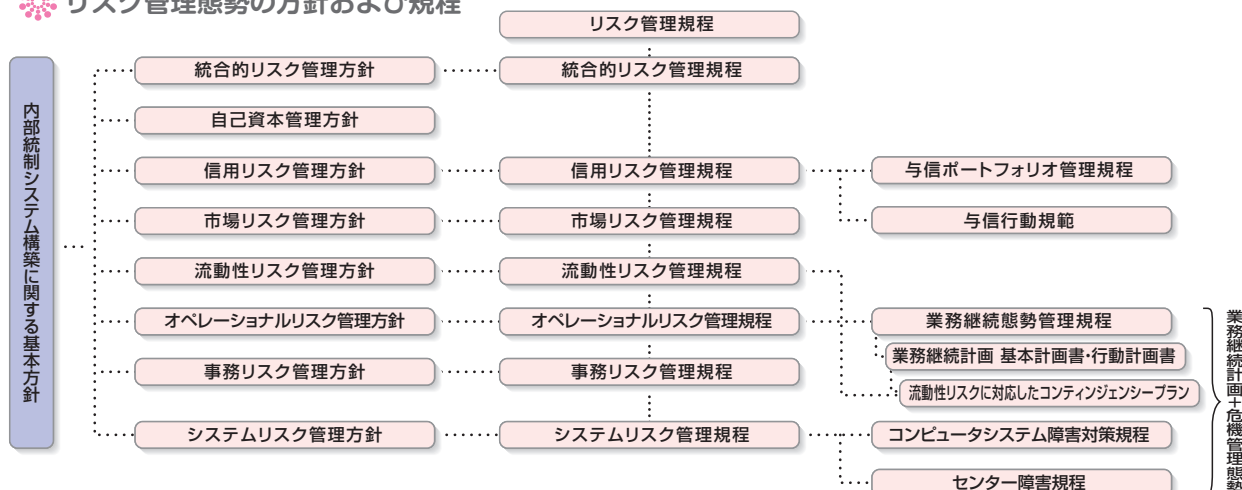 リスク管理態勢の方針および規程
リスク管理規程
内部統制システム構築に関する基本方針
統合的リスク管理方針
統合的リスク管理規程
自己資本管理方針
信用リスク管理方針
信用リスク管理規程
与信ポートフォリオ管理規程
市場リスク管理方針
市場リスク管理規程
与信行動規範
流動性リスク管理方針
流動性リスク管理規程
オペレーショナルリスク管理方針
オペレーショナルリスク管理規程
業務継続態勢管理規程
業務継続計画 基本計画書・行動計画書
事務リスク管理方針
事務リスク管理規程
流動性リスクに対応したコンティンジェンシープラン
システムリスク管理方針
システムリスク管理規程
コンピュータシステム障害対策規程
センター障害規程
業務継続計画+危機管理態勢